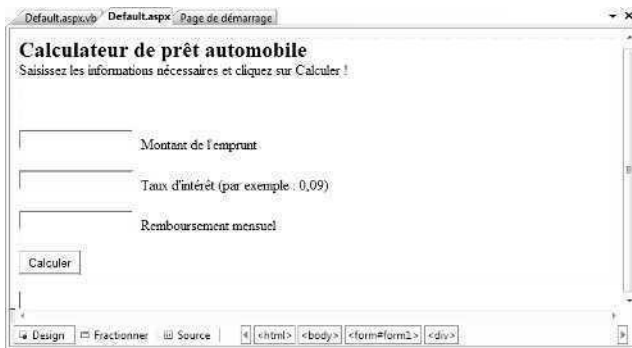 Default.aspx.vb Default.aspx Page de démarrage
Calculateur de prêt automobile
Saisissez les informations nécessaires et cliquez sur Calculer !
Montant de l'emprunt
Taux d'intérêt (par exemple : 0,09)
Remboursement mensuel
Calculer
Design Fractionner Source <html> <body> <form#form1> <div>